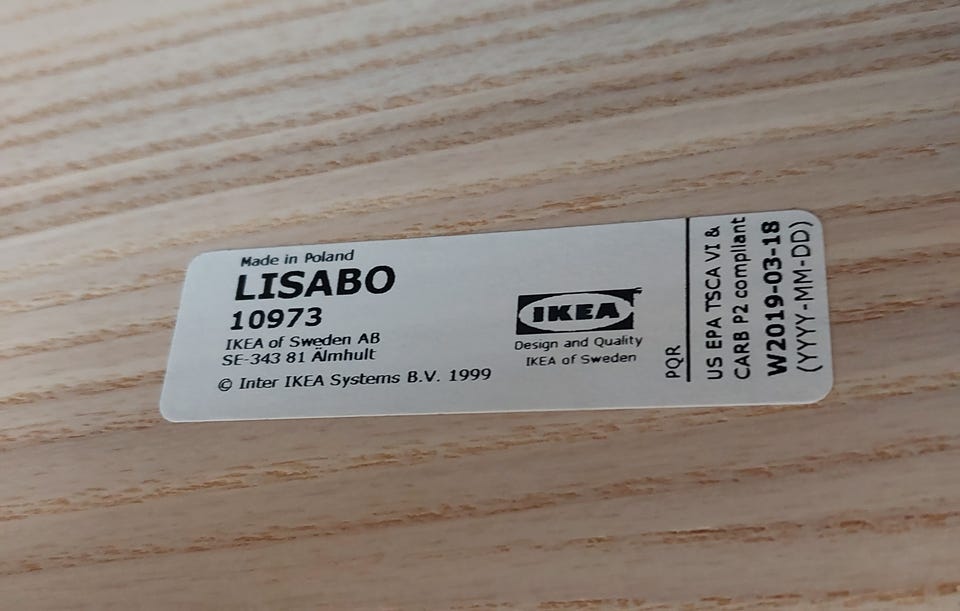 Made in Poland
LISABO
10973
IKEA of Sweden AB
SE-343 81 Älmhult
© Inter IKEA Systems B.V. 1999
IKEA
Design and Quality
IKEA of Sweden
PQR
US EPA TSCA VI &
CARB P2 compliant
W2019-03-18
(YYYY-MM-DD)